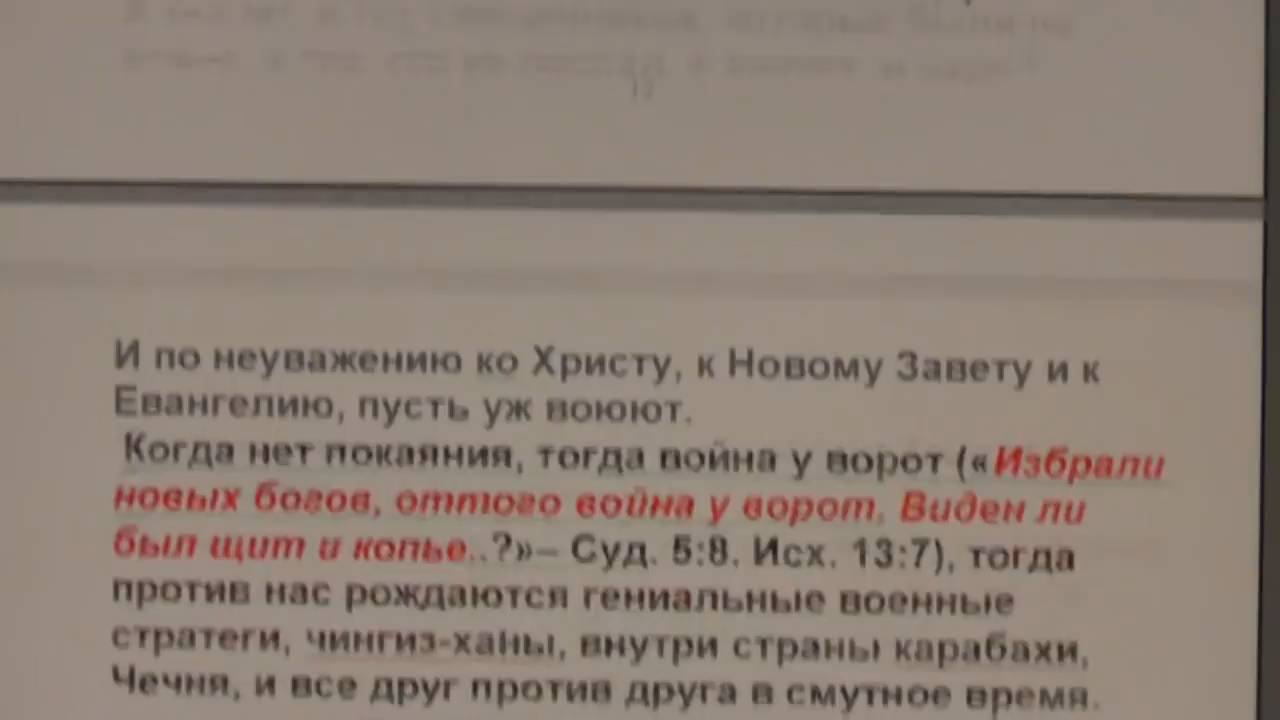 И по неуважению ко Христу, к Новому Завету и к
Евангелию, пусть уж воюют.
Когда нет покаяния, тогда война у ворот («Избрали
новых богов, оттого война у ворот. Виден ли
был щит и копье..?»– Суд. 5:8. Исх. 13:7), тогда
против нас рождаются гениальные военные
стратеги, чингиз-ханы, внутри страны карабахи,
Чечня, и все друг против друга в смутное время.